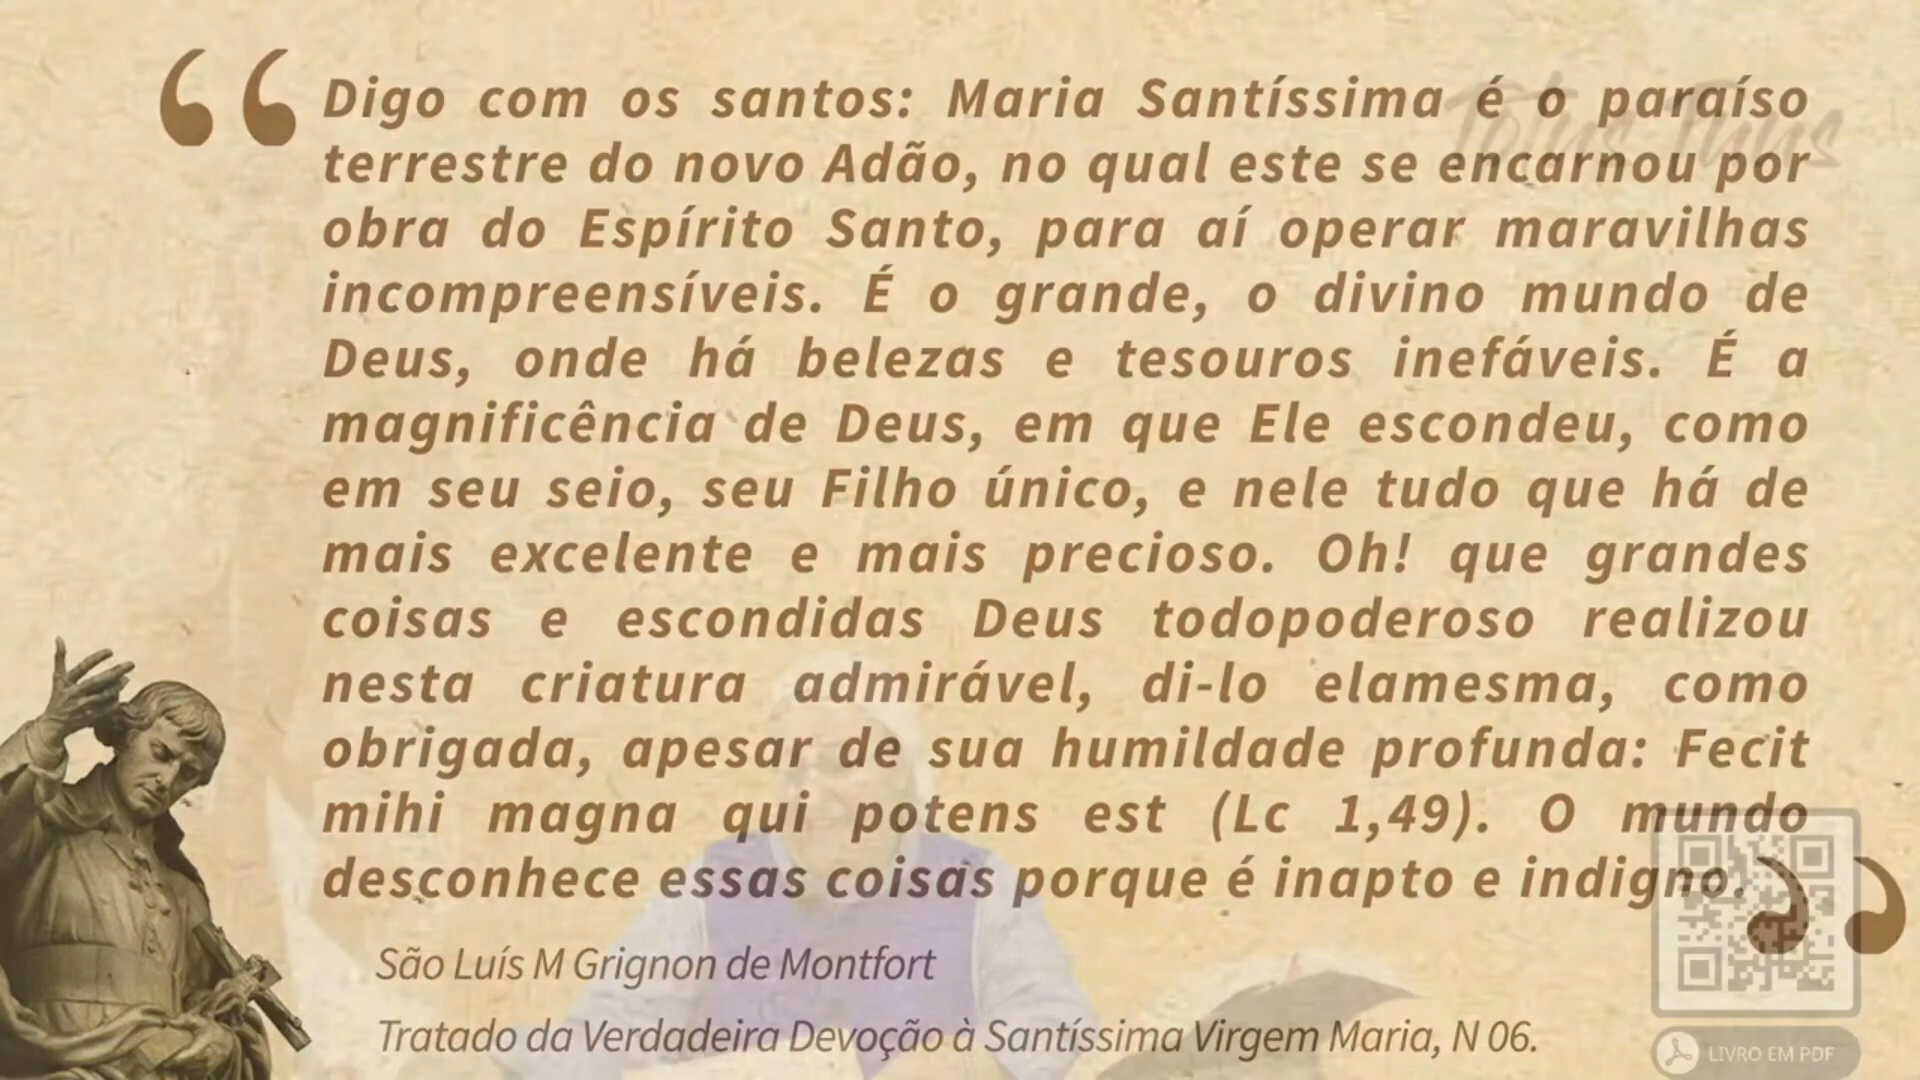 Digo com os santos: Maria Santíssima é o paraíso
terrestre do novo Adão, no qual este se encarnou por
obra do Espírito Santo, para aí operar maravilhas
incompreensíveis. É o grande, o divino mundo de
Deus, onde há belezas e tesouros inefáveis. É a
magnificência de Deus, em que Ele escondeu, como
em seu seio, seu Filho único, e nele tudo que há de
mais excelente e mais precioso. Oh! que grandes
coisas e escondidas Deus todopoderoso realizou
nesta criatura admirável, di-lo elamesma, como
obrigada, apesar de sua humildade profunda: Fecit
mihi magna qui potens est (Lc 1,49). O mundo
desconhece essas coisas porque é inapto e indigno.
São Luís M Grignon de Montfort
Tratado da Verdadeira Devoção à Santíssima Virgem Maria, N 06.
Totus Tuus
LIVRO EM PDF